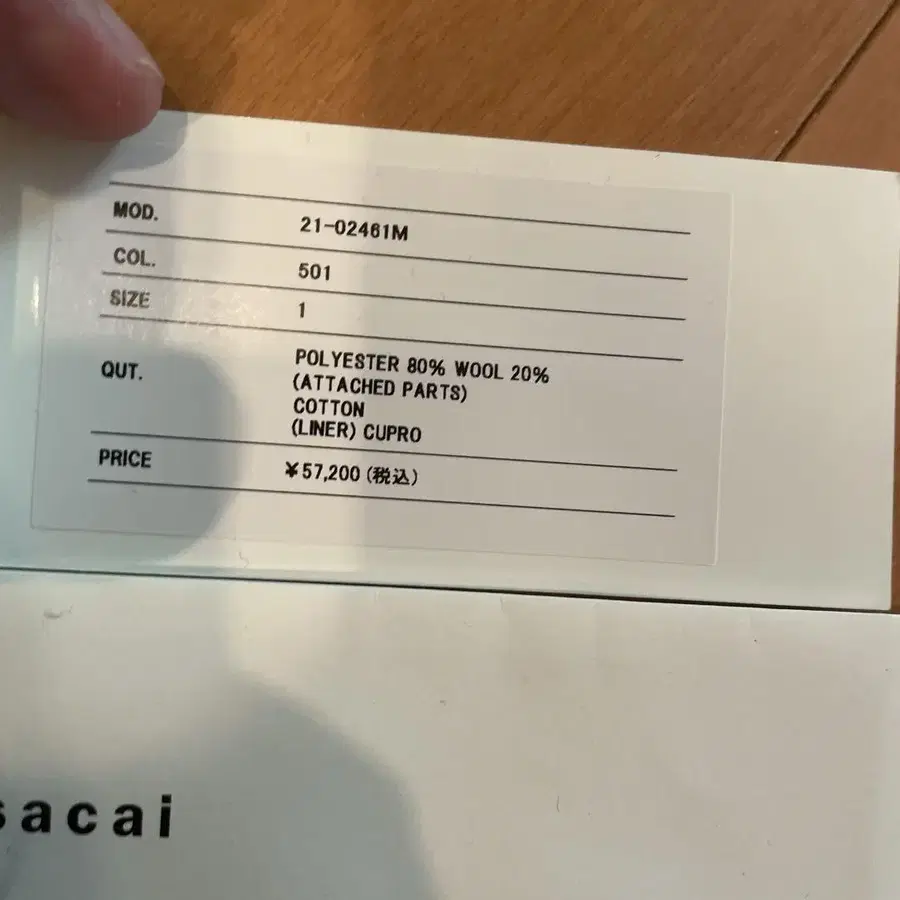 MOD. 21-02461M
COL. 501
SIZE 1
QUT. POLYESTER 80% WOOL 20%
(ATTACHED PARTS)
COTTON
(LINER) CUPRO
PRICE ¥57,200 (税込)
sacai